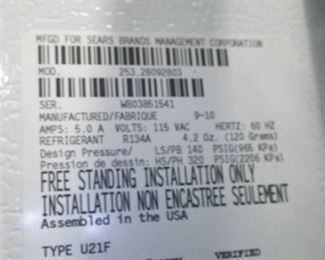 MFGD FOR SEARS BRANDS MANAGEMENT CORPORATION
MOD. 253.28092803
SER. WB03861541
MANUFACTURED/FABRIQUE 9-10
AMPS: 5.0 A VOLTS: 115 VAC HERTZ: 60 HZ
REFRIGERANT R134A 4.2 Oz. (120 Grams)
Design Pressure/ LS/PB 140 PSIG(965 KPa)
Pression de dessin: HS/PH 320 PSIG(2206 KPa)
FREE STANDING INSTALLATION ONLY
INSTALLATION NON ENCASTREE SEULEMENT
Assembled in the USA
TYPE U21F
VERIFIED